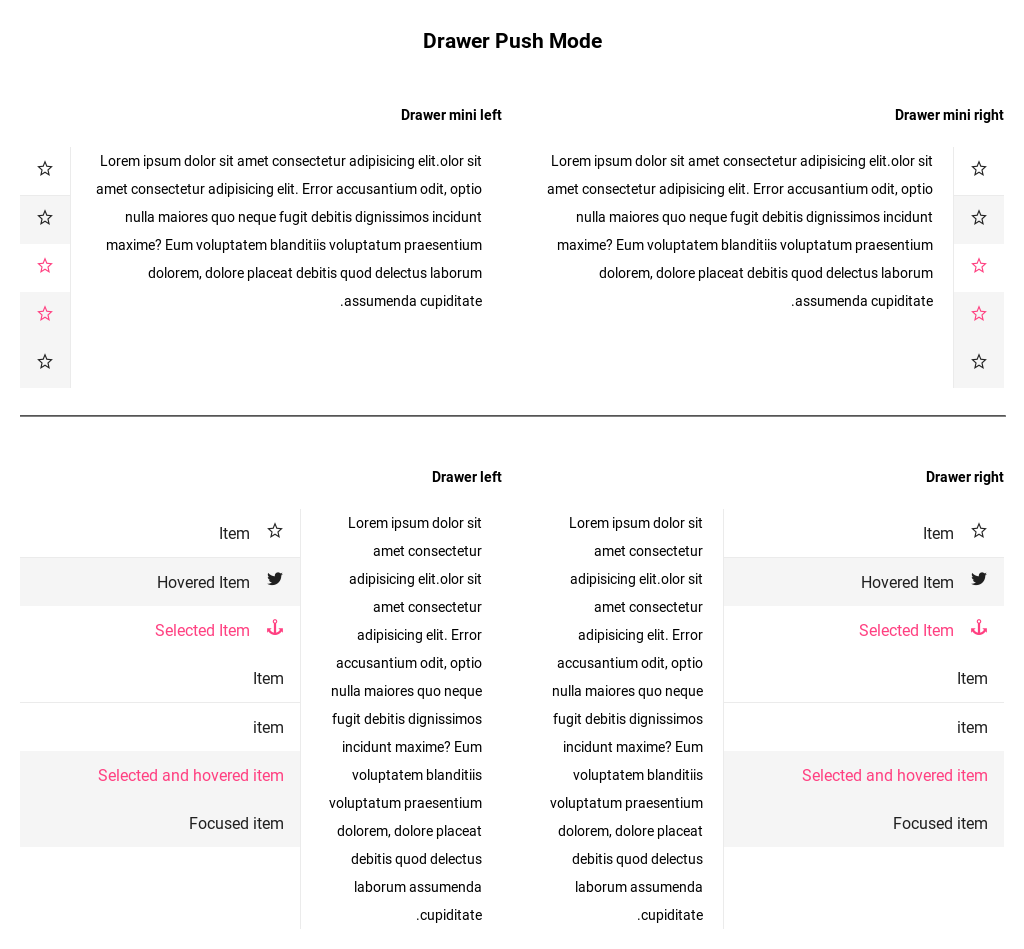 Drawer Push Mode
Drawer mini left
Lorem ipsum dolor sit amet consectetur adipisicing elit.olor sit
amet consectetur adipisicing elit. Error accusantium odit, optio
nulla maiores quo neque fugit debitis dignissimos incidunt
maxime? Eum voluptatem blanditiis voluptatum praesentium
dolorem, dolore placeat debitis quod delectus laborum
.assumenda cupiditate
Drawer mini right
Lorem ipsum dolor sit amet consectetur adipisicing elit.olor sit
amet consectetur adipisicing elit. Error accusantium odit, optio
nulla maiores quo neque fugit debitis dignissimos incidunt
maxime? Eum voluptatem blanditiis voluptatum praesentium
dolorem, dolore placeat debitis quod delectus laborum
.assumenda cupiditate
Drawer left
Item
Hovered Item
Selected Item
Item
item
Selected and hovered item
Focused item
Lorem ipsum dolor sit
amet consectetur
adipisicing elit.olor sit
amet consectetur
adipisicing elit. Error
accusantium odit, optio
nulla maiores quo neque
fugit debitis dignissimos
incidunt maxime? Eum
voluptatem blanditiis
voluptatum praesentium
dolorem, dolore placeat
debitis quod delectus
laborum assumenda
.cupiditate
Drawer right
Lorem ipsum dolor sit
amet consectetur
adipisicing elit.olor sit
amet consectetur
adipisicing elit. Error
accusantium odit, optio
nulla maiores quo neque
fugit debitis dignissimos
incidunt maxime? Eum
voluptatem blanditiis
voluptatum praesentium
dolorem, dolore placeat
debitis quod delectus
laborum assumenda
.cupiditate
Item
Hovered Item
Selected Item
Item
item
Selected and hovered item
Focused item